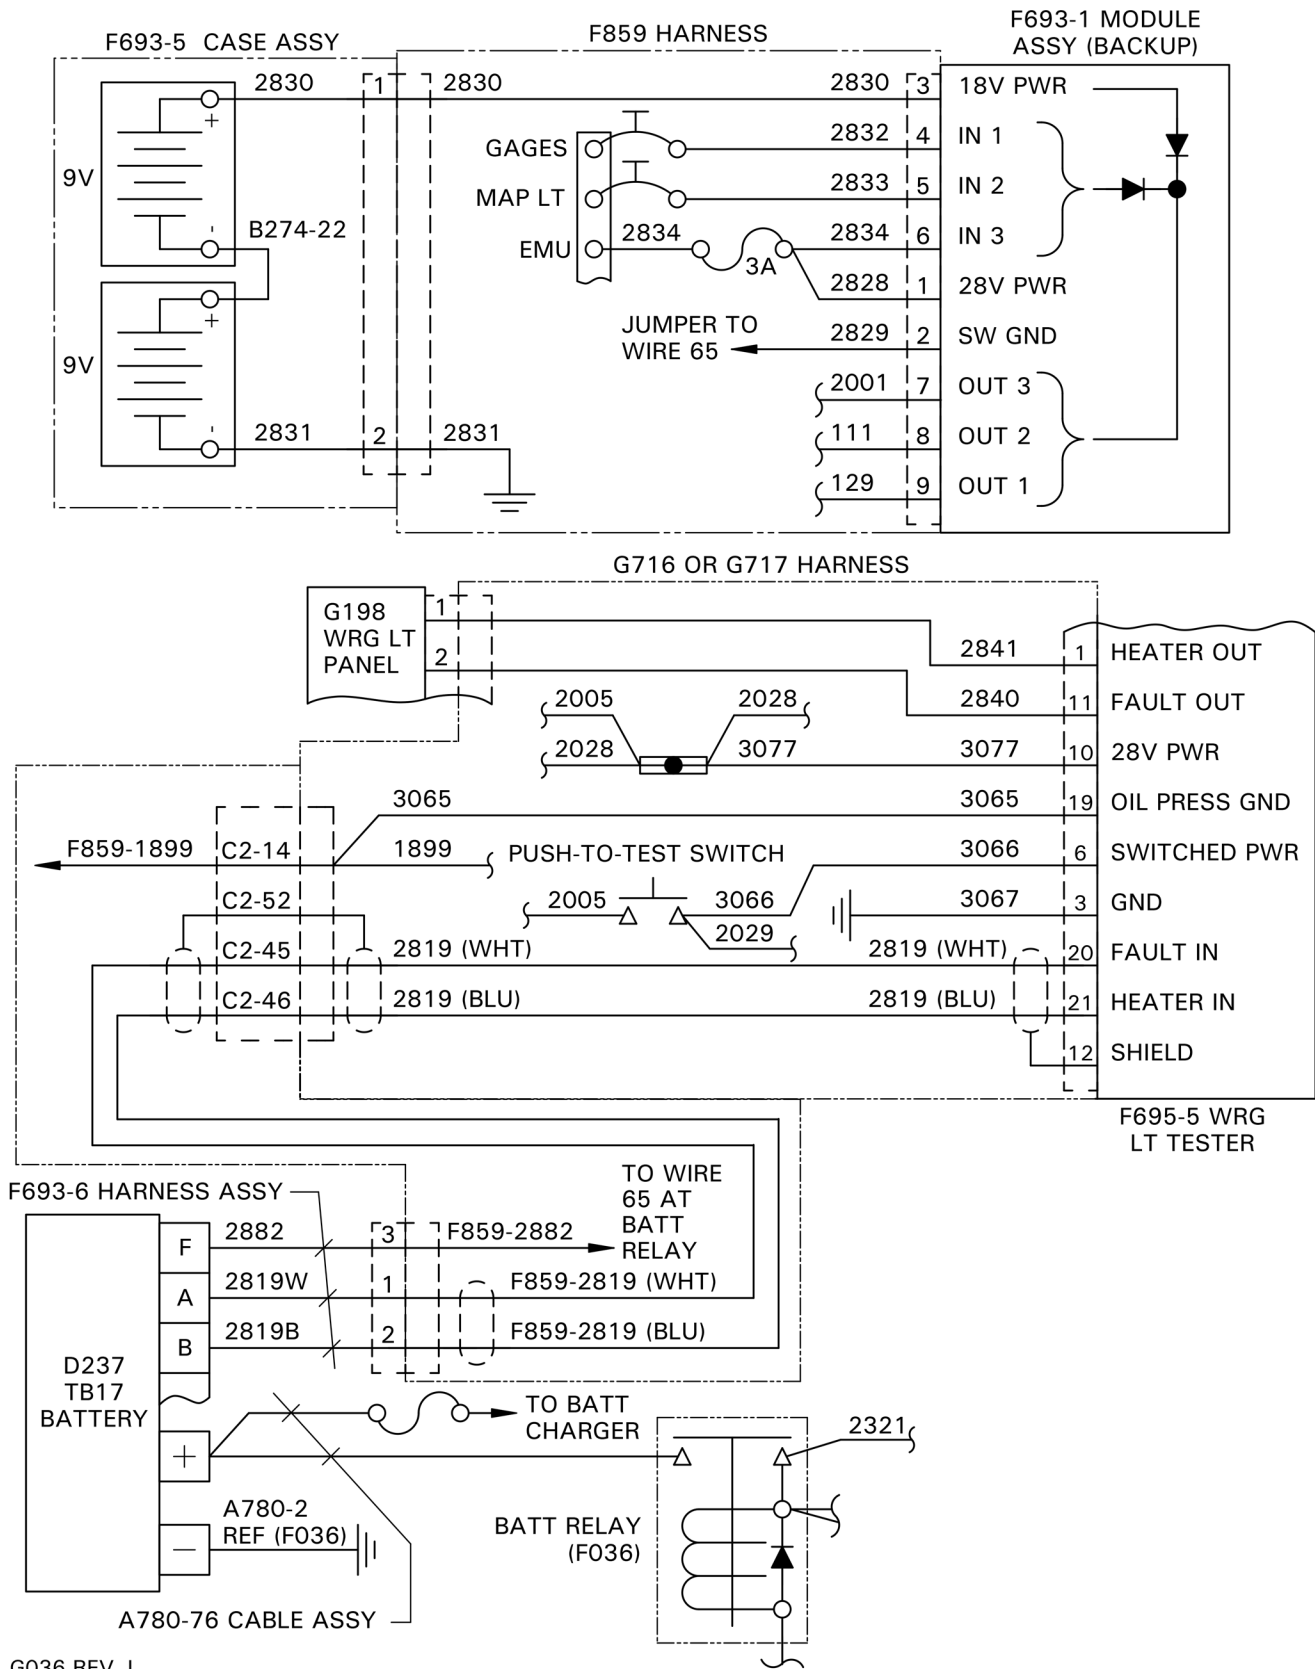 F693-5 CASE ASSY
F859 HARNESS
F693-1 MODULE
ASSY (BACKUP)
2830
1
2830
2830
3
18V PWR
+
9V
-
B274-22
GAGES
2832
4
IN 1
MAP LT
2833
5
IN 2
EMU
2834
3A
2834
6
IN 3
2828
1
28V PWR
+
9V
-
JUMPER TO
WIRE 65
2829
2
SW GND
2001
7
OUT 3
2831
2
2831
111
8
OUT 2
129
9
OUT 1
G716 OR G717 HARNESS
G198
WRG LT
PANEL
1
2
2841
1
HEATER OUT
2840
11
FAULT OUT
2005
2028
2028
3077
3077
10
28V PWR
3065
3065
19
OIL PRESS GND
F859-1899
C2-14
1899
PUSH-TO-TEST SWITCH
3066
6
SWITCHED PWR
C2-52
2005
3066
2029
3067
3
GND
C2-45
2819 (WHT)
2819 (WHT)
20
FAULT IN
C2-46
2819 (BLU)
2819 (BLU)
21
HEATER IN
12
SHIELD
F695-5 WRG
LT TESTER
F693-6 HARNESS ASSY
TO WIRE
65 AT
BATT
RELAY
F
2882
3
F859-2882
A
2819W
1
F859-2819 (WHT)
B
2819B
2
F859-2819 (BLU)
D237
TB17
BATTERY
TO BATT
CHARGER
+
2321
A780-2
REF (F036)
−
BATT RELAY
(F036)
A780-76 CABLE ASSY
G036 REV. J